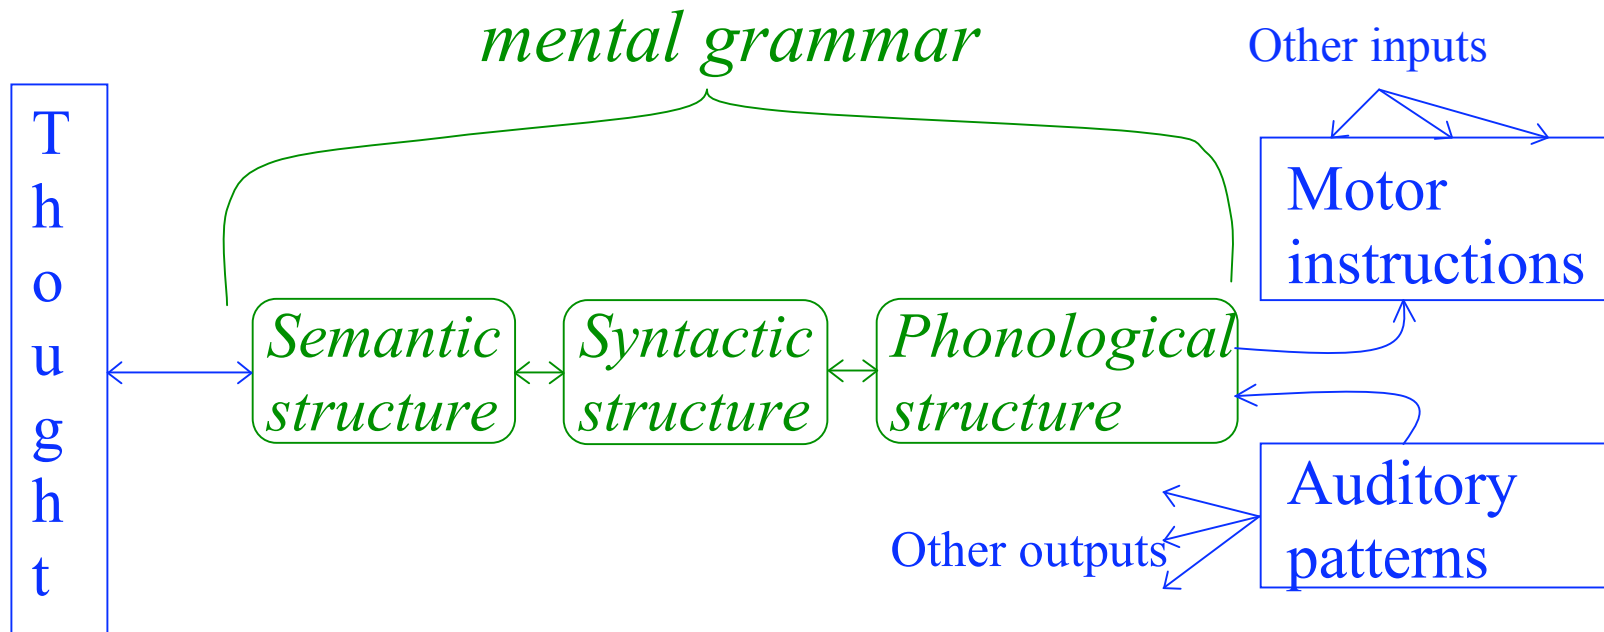 mental grammar
Other inputs
Thought
Motor
instructions
Semantic
structure
Syntactic
structure
Phonological
structure
Auditory
patterns
Other outputs